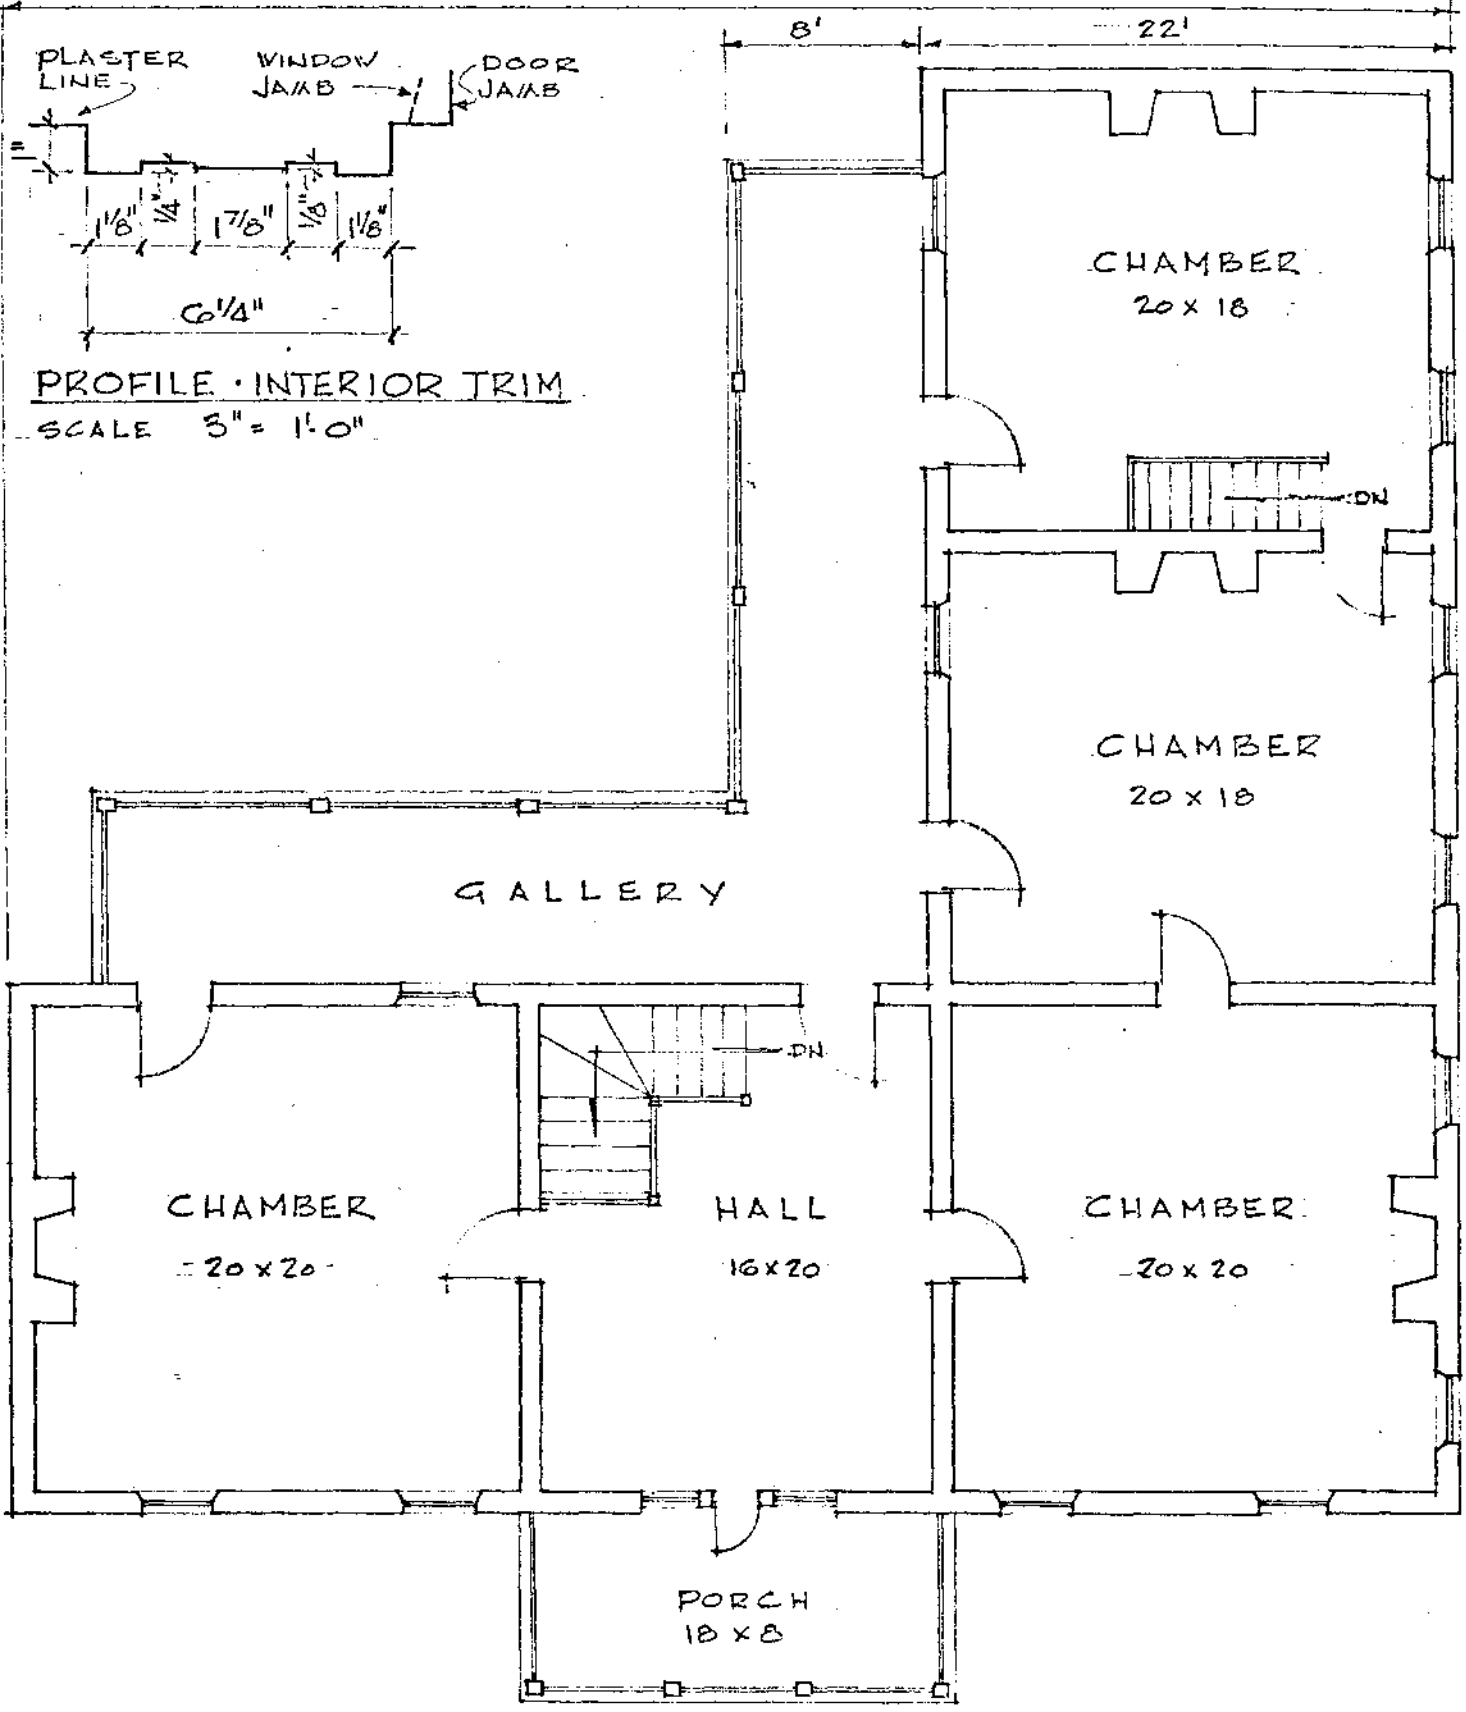 8'
22'
PLASTER
LINE
WINDOW
JAMB
DOOR
JAMB
1"
1 1/8"
1/4"
1 7/8"
1/8"
1 1/8"
6 1/4"
PROFILE · INTERIOR TRIM
SCALE 3" = 1'-0"
CHAMBER
20 x 18
DN
CHAMBER
20 x 18
GALLERY
DN
CHAMBER
20 x 20
HALL
16 x 20
CHAMBER
20 x 20
PORCH
18 x 8